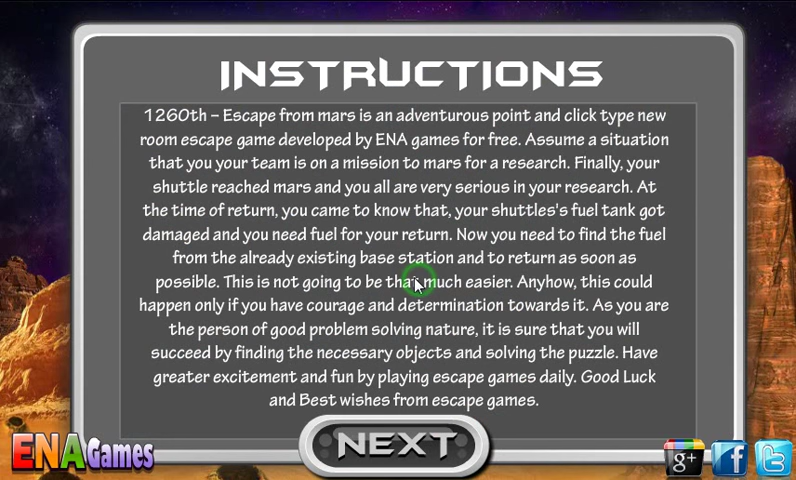 INSTRUCTIONS
1260th – Escape from mars is an adventurous point and click type new
room escape game developed by ENA games for free. Assume a situation
that you your team is on a mission to mars for a research. Finally, your
shuttle reached mars and you all are very serious in your research. At
the time of return, you came to know that, your shuttles's fuel tank got
damaged and you need fuel for your return. Now you need to find the fuel
from the already existing base station and to return as soon as
possible. This is not going to be that much easier. Anyhow, this could
happen only if you have courage and determination towards it. As you are
the person of good problem solving nature, it is sure that you will
succeed by finding the necessary objects and solving the puzzle. Have
greater excitement and fun by playing escape games daily. Good Luck
and Best wishes from escape games.
NEXT
ENAGames
g+
f